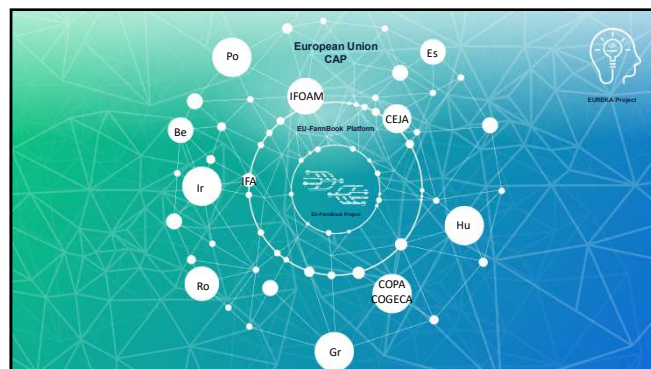 European Union
CAP
Po
Es
EUREKA Project
IFOAM
CEJA
EU-FarmBook Platform
Be
IFA
Ir
EU-FarmBook Project
Hu
Ro
COPA
COGECA
Gr